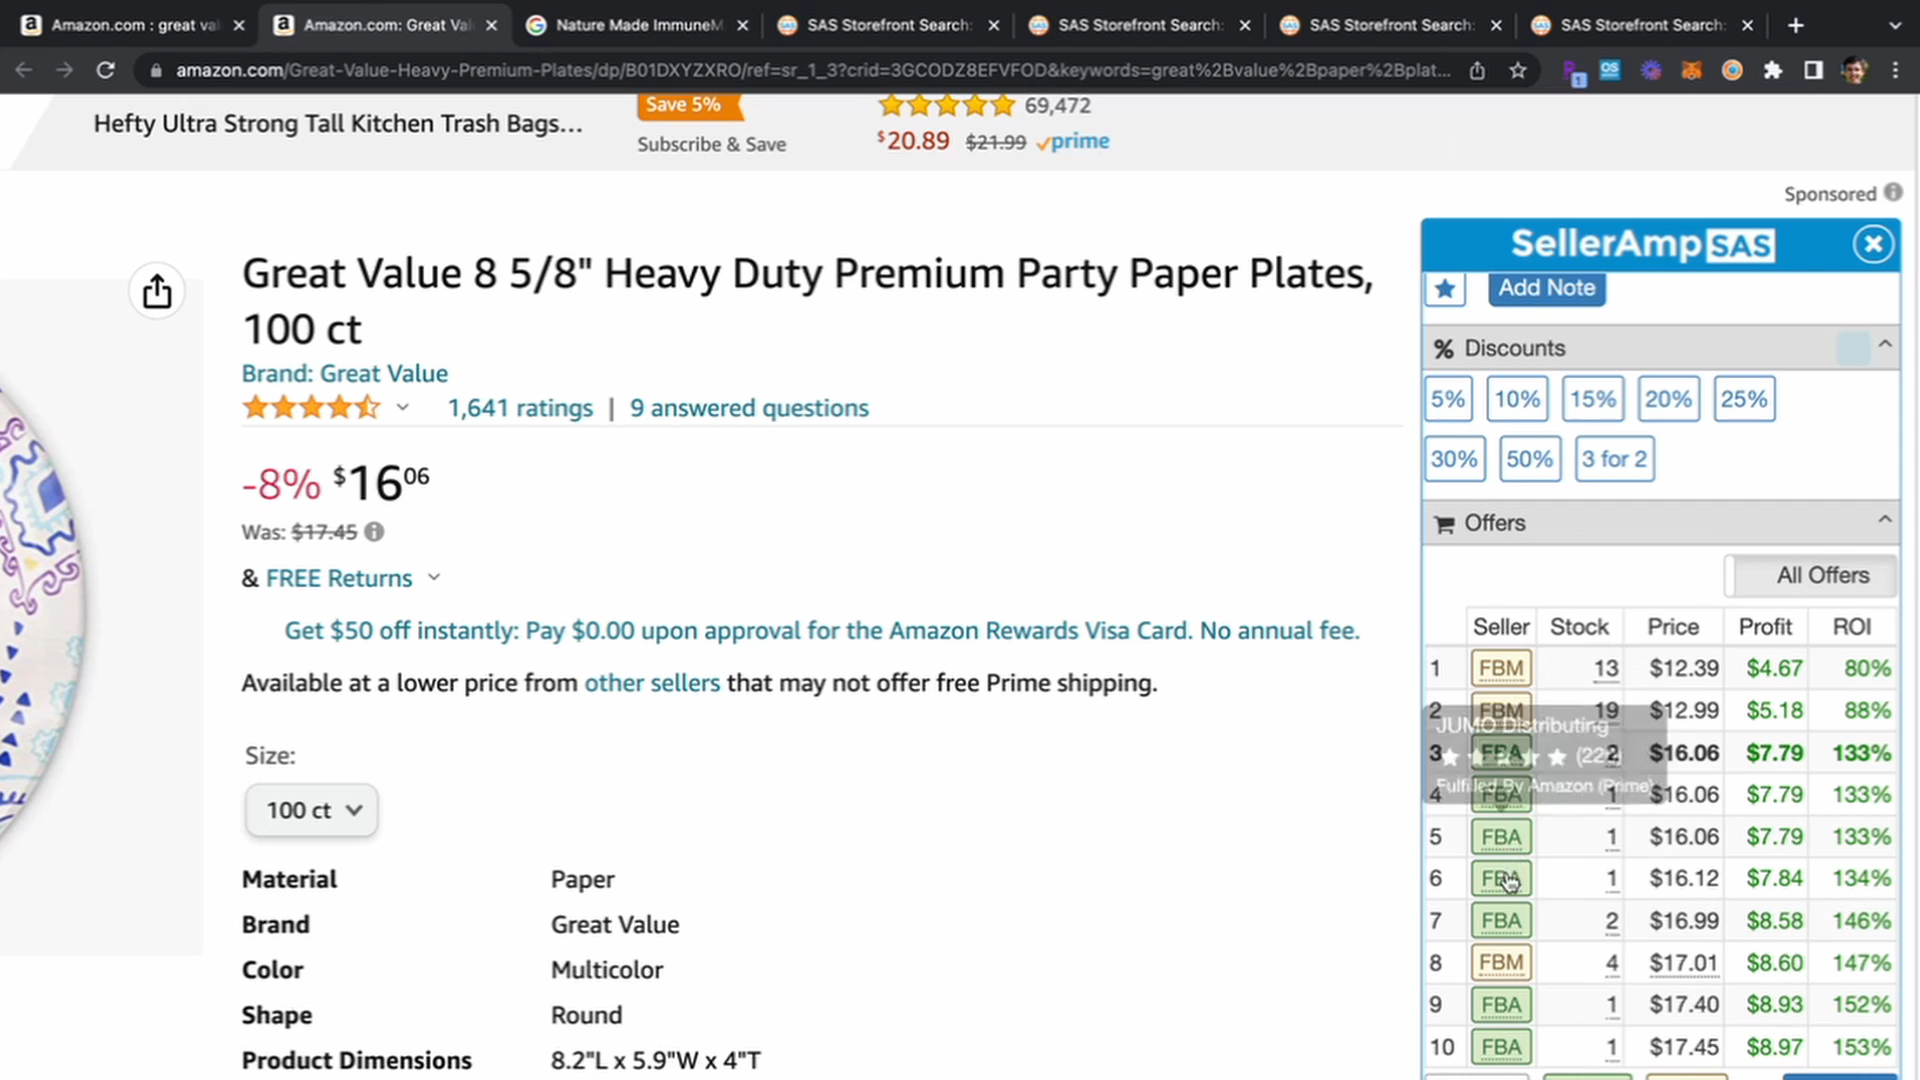 Amazon.com : great va
Amazon.com: Great Val
Nature Made ImmuneM
SAS Storefront Search:
SAS Storefront Search:
SAS Storefront Search:
SAS Storefront Search:
amazon.com/Great-Value-Heavy-Premium-Plates/dp/B01DXYZXRO/ref=sr_1_3?crid=3GCODZ8EFVFOD&keywords=great%2Bvalue%2Bpaper%2Bplat...
Hefty Ultra Strong Tall Kitchen Trash Bags...
Save 5%
Subscribe & Save
69,472
$20.89 $21.99 prime
Sponsored
Great Value 8 5/8" Heavy Duty Premium Party Paper Plates,
100 ct
Brand: Great Value
1,641 ratings | 9 answered questions
-8% $16 06
Was: $17.45
& FREE Returns
Get $50 off instantly: Pay $0.00 upon approval for the Amazon Rewards Visa Card. No annual fee.
Available at a lower price from other sellers that may not offer free Prime shipping.
Size:
100 ct
Material Paper
Brand Great Value
Color Multicolor
Shape Round
Product Dimensions 8.2"L x 5.9"W x 4"T
SellerAmp SAS
Add Note
% Discounts
5% 10% 15% 20% 25%
30% 50% 3 for 2
Offers
All Offers
Seller Stock Price Profit ROI
1 FBM 13 $12.39 $4.67 80%
2 FBM 19 $12.99 $5.18 88%
JUMO Distributing
3 FBA 2 $16.06 $7.79 133%
Fulfilled By Amazon (Prime)
4 FBA 1 $16.06 $7.79 133%
5 FBA 1 $16.06 $7.79 133%
6 FBA 1 $16.12 $7.84 134%
7 FBA 2 $16.99 $8.58 146%
8 FBM 4 $17.01 $8.60 147%
9 FBA 1 $17.40 $8.93 152%
10 FBA 1 $17.45 $8.97 153%